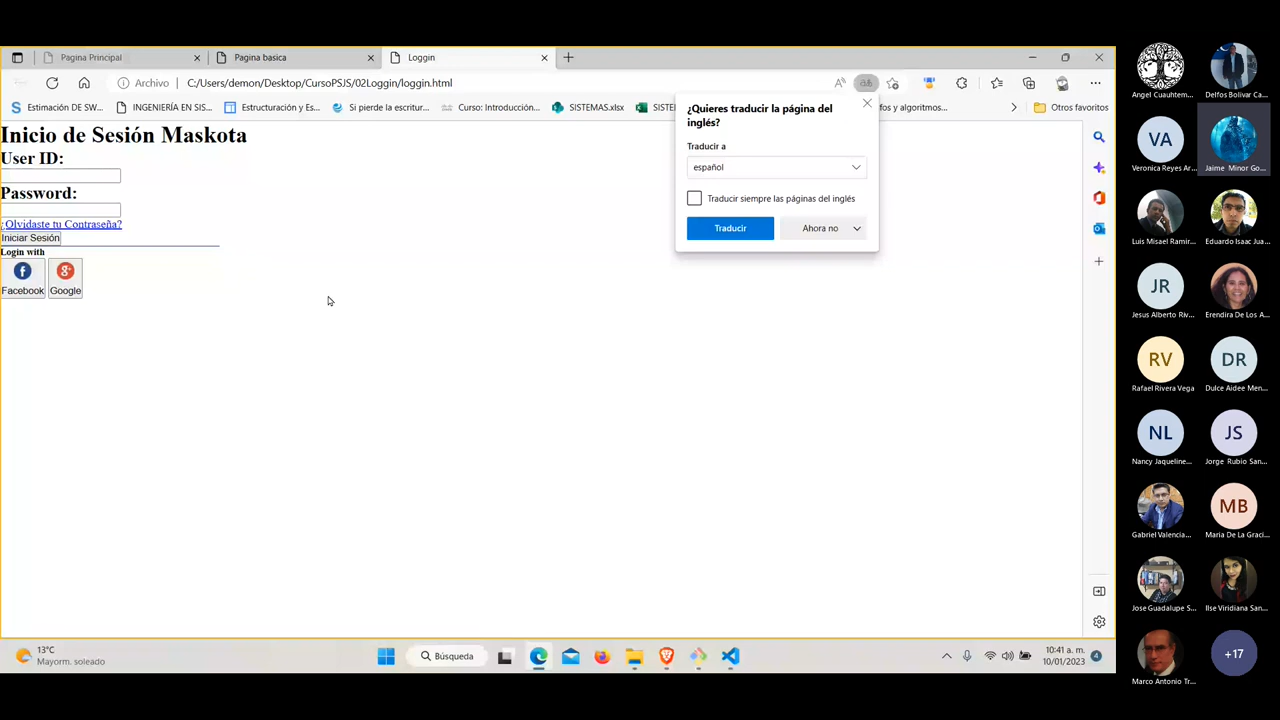 Pagina Principal
Pagina basica
Loggin
Archivo
C:/Users/demon/Desktop/CursoPSJS/02Loggin/loggin.html
Estimación DE SW...
INGENIERÍA EN SIS...
Estructuración y Es...
Si pierde la escritur...
Curso: Introducción...
SISTEMAS.xlsx
SISTE
as y algoritmos...
Otros favoritos
Inicio de Sesión Maskota
User ID:
Password:
¿Olvidaste tu Contraseña?
Iniciar Sesión
Login with
Facebook
Google
¿Quieres traducir la página del
inglés?
Traducir a
español
Traducir siempre las páginas del inglés
Traducir
Ahora no
13°C
Mayorm. soleado
Búsqueda
10:41 a. m.
10/01/2023
4
Angel Cuauhtem...
Delfos Bolivar Ca...
VA
Veronica Reyes Ar...
Jaime Minor Go...
Luis Misael Ramir...
Eduardo Isaac Jua...
JR
Jesus Alberto Riv...
Erendira De Los A...
RV
Rafael Rivera Vega
DR
Dulce Aidee Men...
NL
Nancy Jaqueline...
JS
Jorge Rubio San...
Gabriel Valencia...
MB
Maria De La Graci...
Jose Guadalupe S...
Ilse Viridiana San...
Marco Antonio Tr...
+17